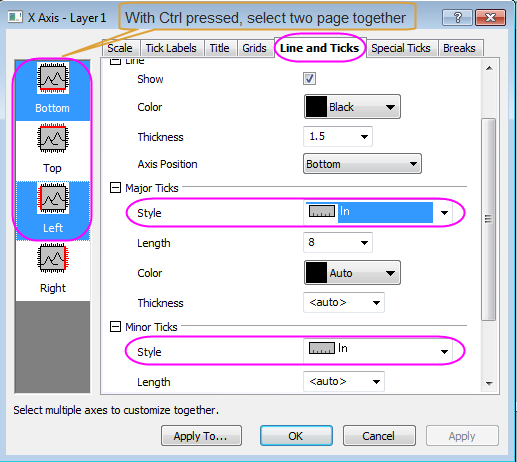 X Axis - Layer1
With Ctrl pressed, select two page together
? X
Scale Tick Labels Title Grids Line and Ticks Special Ticks Breaks
Line
Show
Bottom
Color Black
Thickness 1.5
Top
Axis Position Bottom
Major Ticks
Style In
Left
Length 8
Color Auto
Right
Thickness <auto>
Minor Ticks
Style In
Length <auto>
Select multiple axes to customize together.
Apply To... OK Cancel Apply